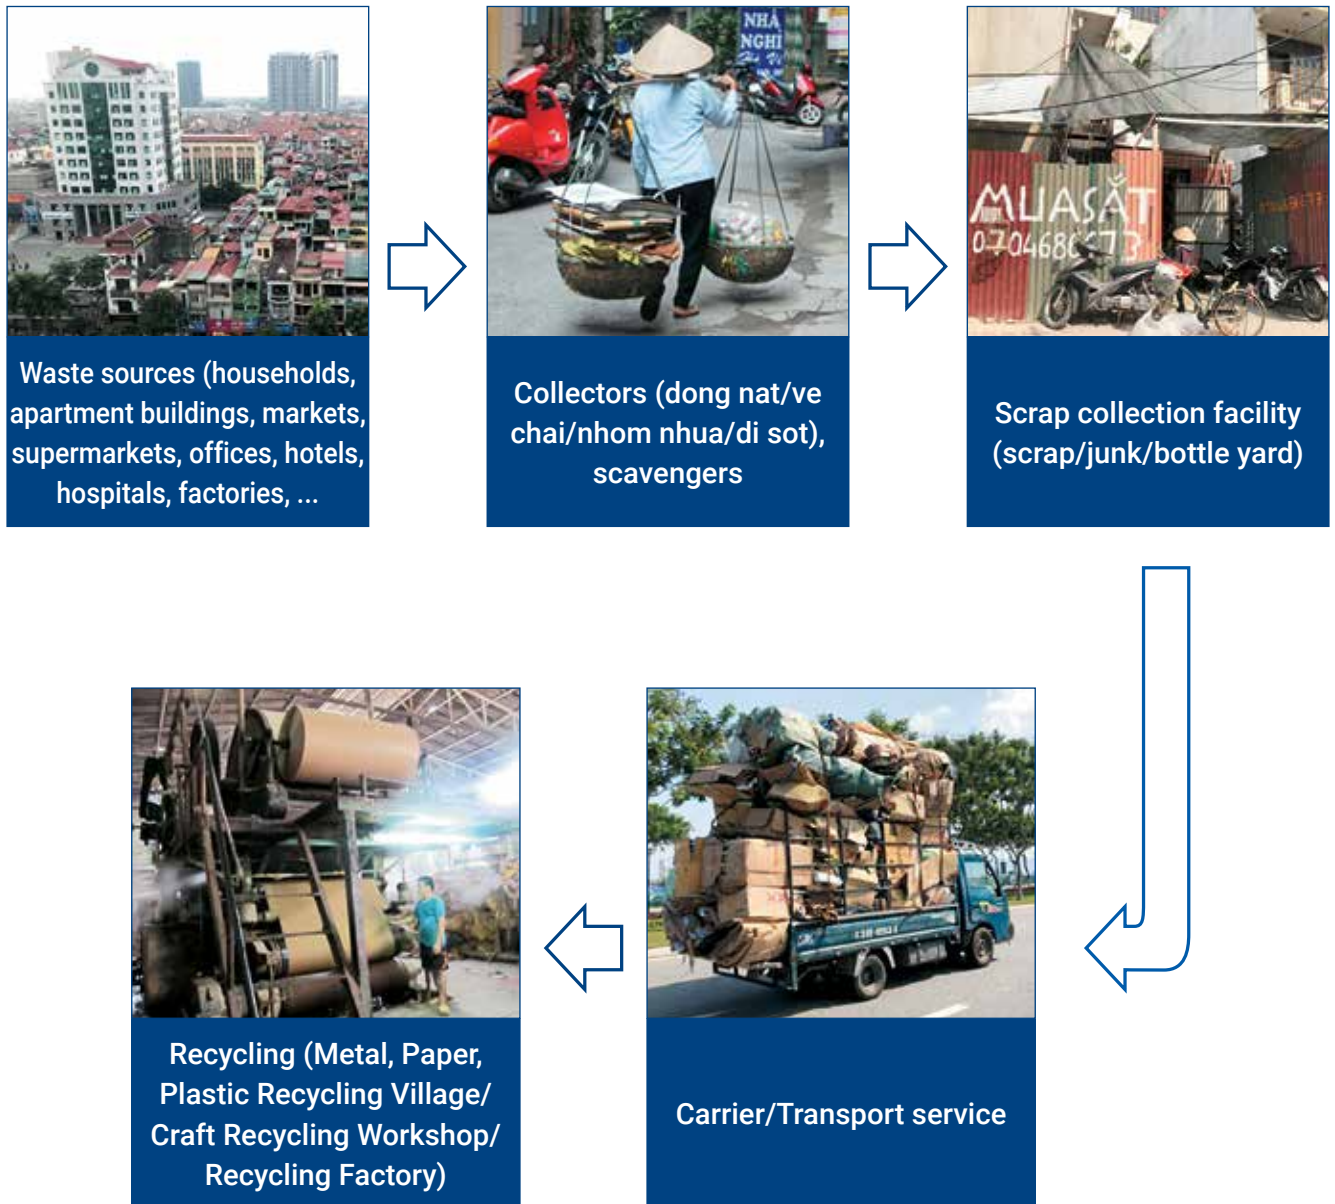 NHÀ
NGHỈ
MUA SẮT
Waste sources (households,
apartment buildings, markets,
supermarkets, offices, hotels,
hospitals, factories, ...
Collectors (dong nat/ve
chai/nhom nhua/di sot),
scavengers
Scrap collection facility
(scrap/junk/bottle yard)
Recycling (Metal, Paper,
Plastic Recycling Village/
Craft Recycling Workshop/
Recycling Factory)
Carrier/Transport service